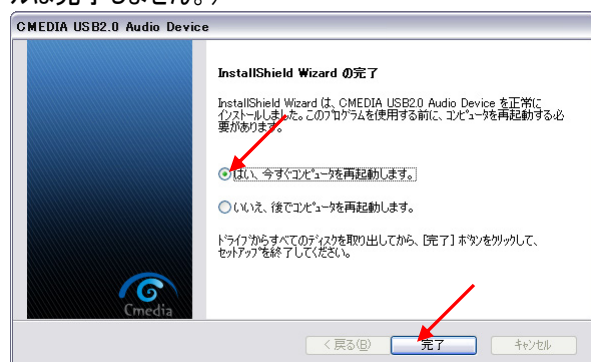 ルは完了しません。）
CMEDIA USB2.0 Audio Device
InstallShield Wizard の完了
InstallShield Wizard は、CMEDIA USB2.0 Audio Device を正常に
インストールしました。このプログラムを使用する前に、コンピュータを再起動する必
要があります。
はい、今すぐコンピュータを再起動します。
いいえ、後でコンピュータを再起動します。
ドライブからすべてのディスクを取り出してから、[完了] ボタンをクリックして、
セットアップを終了してください。
Cmedia
< 戻る(B)
完了
キャンセル